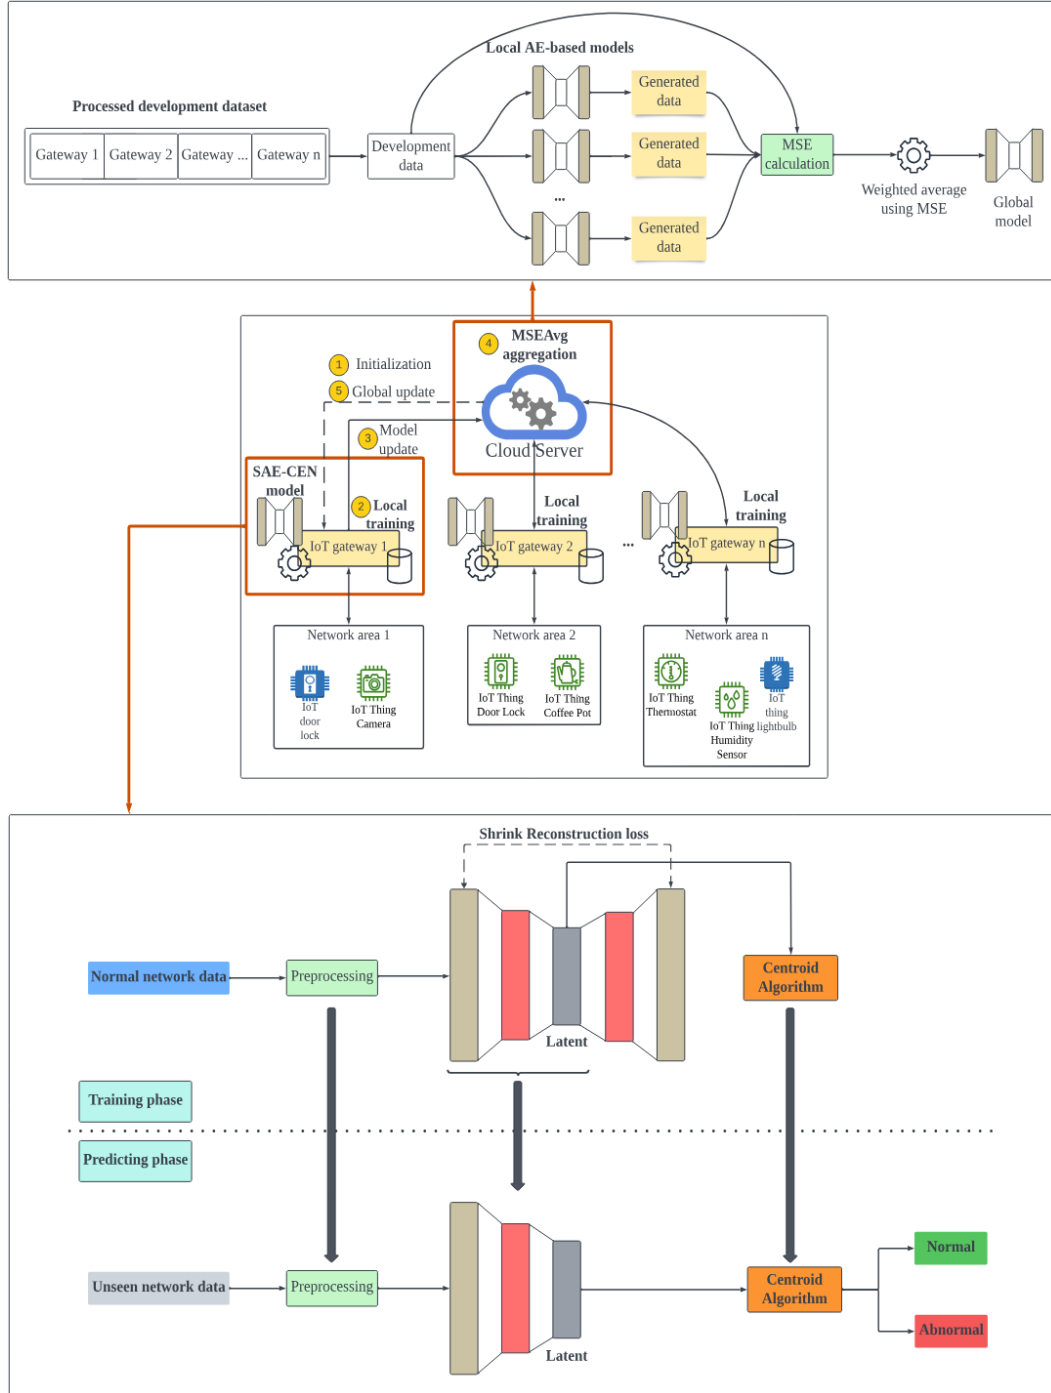 Local AE-based models
Processed development dataset
Gateway 1
Gateway 2
Gateway ...
Gateway n
Development
data
Generated
data
Generated
data
...
Generated
data
MSE
calculation
Weighted average
using MSE
Global
model
4
MSEAvg
aggregation
1
Initialization
5
Global update
3
Model
update
Cloud Server
SAE-CEN
model
2
Local
training
IoT gateway 1
Local
training
IoT gateway 2
...
Local
training
IoT gateway n
Network area 1
IoT
door
lock
IoT Thing
Camera
Network area 2
IoT Thing
Door Lock
IoT Thing
Coffee Pot
Network area n
IoT Thing
Thermostat
IoT Thing
Humidity
Sensor
IoT
thing
lightbulb
Shrink Reconstruction loss
Normal network data
Preprocessing
Latent
Centroid
Algorithm
Training phase
Predicting phase
Unseen network data
Preprocessing
Latent
Centroid
Algorithm
Normal
Abnormal